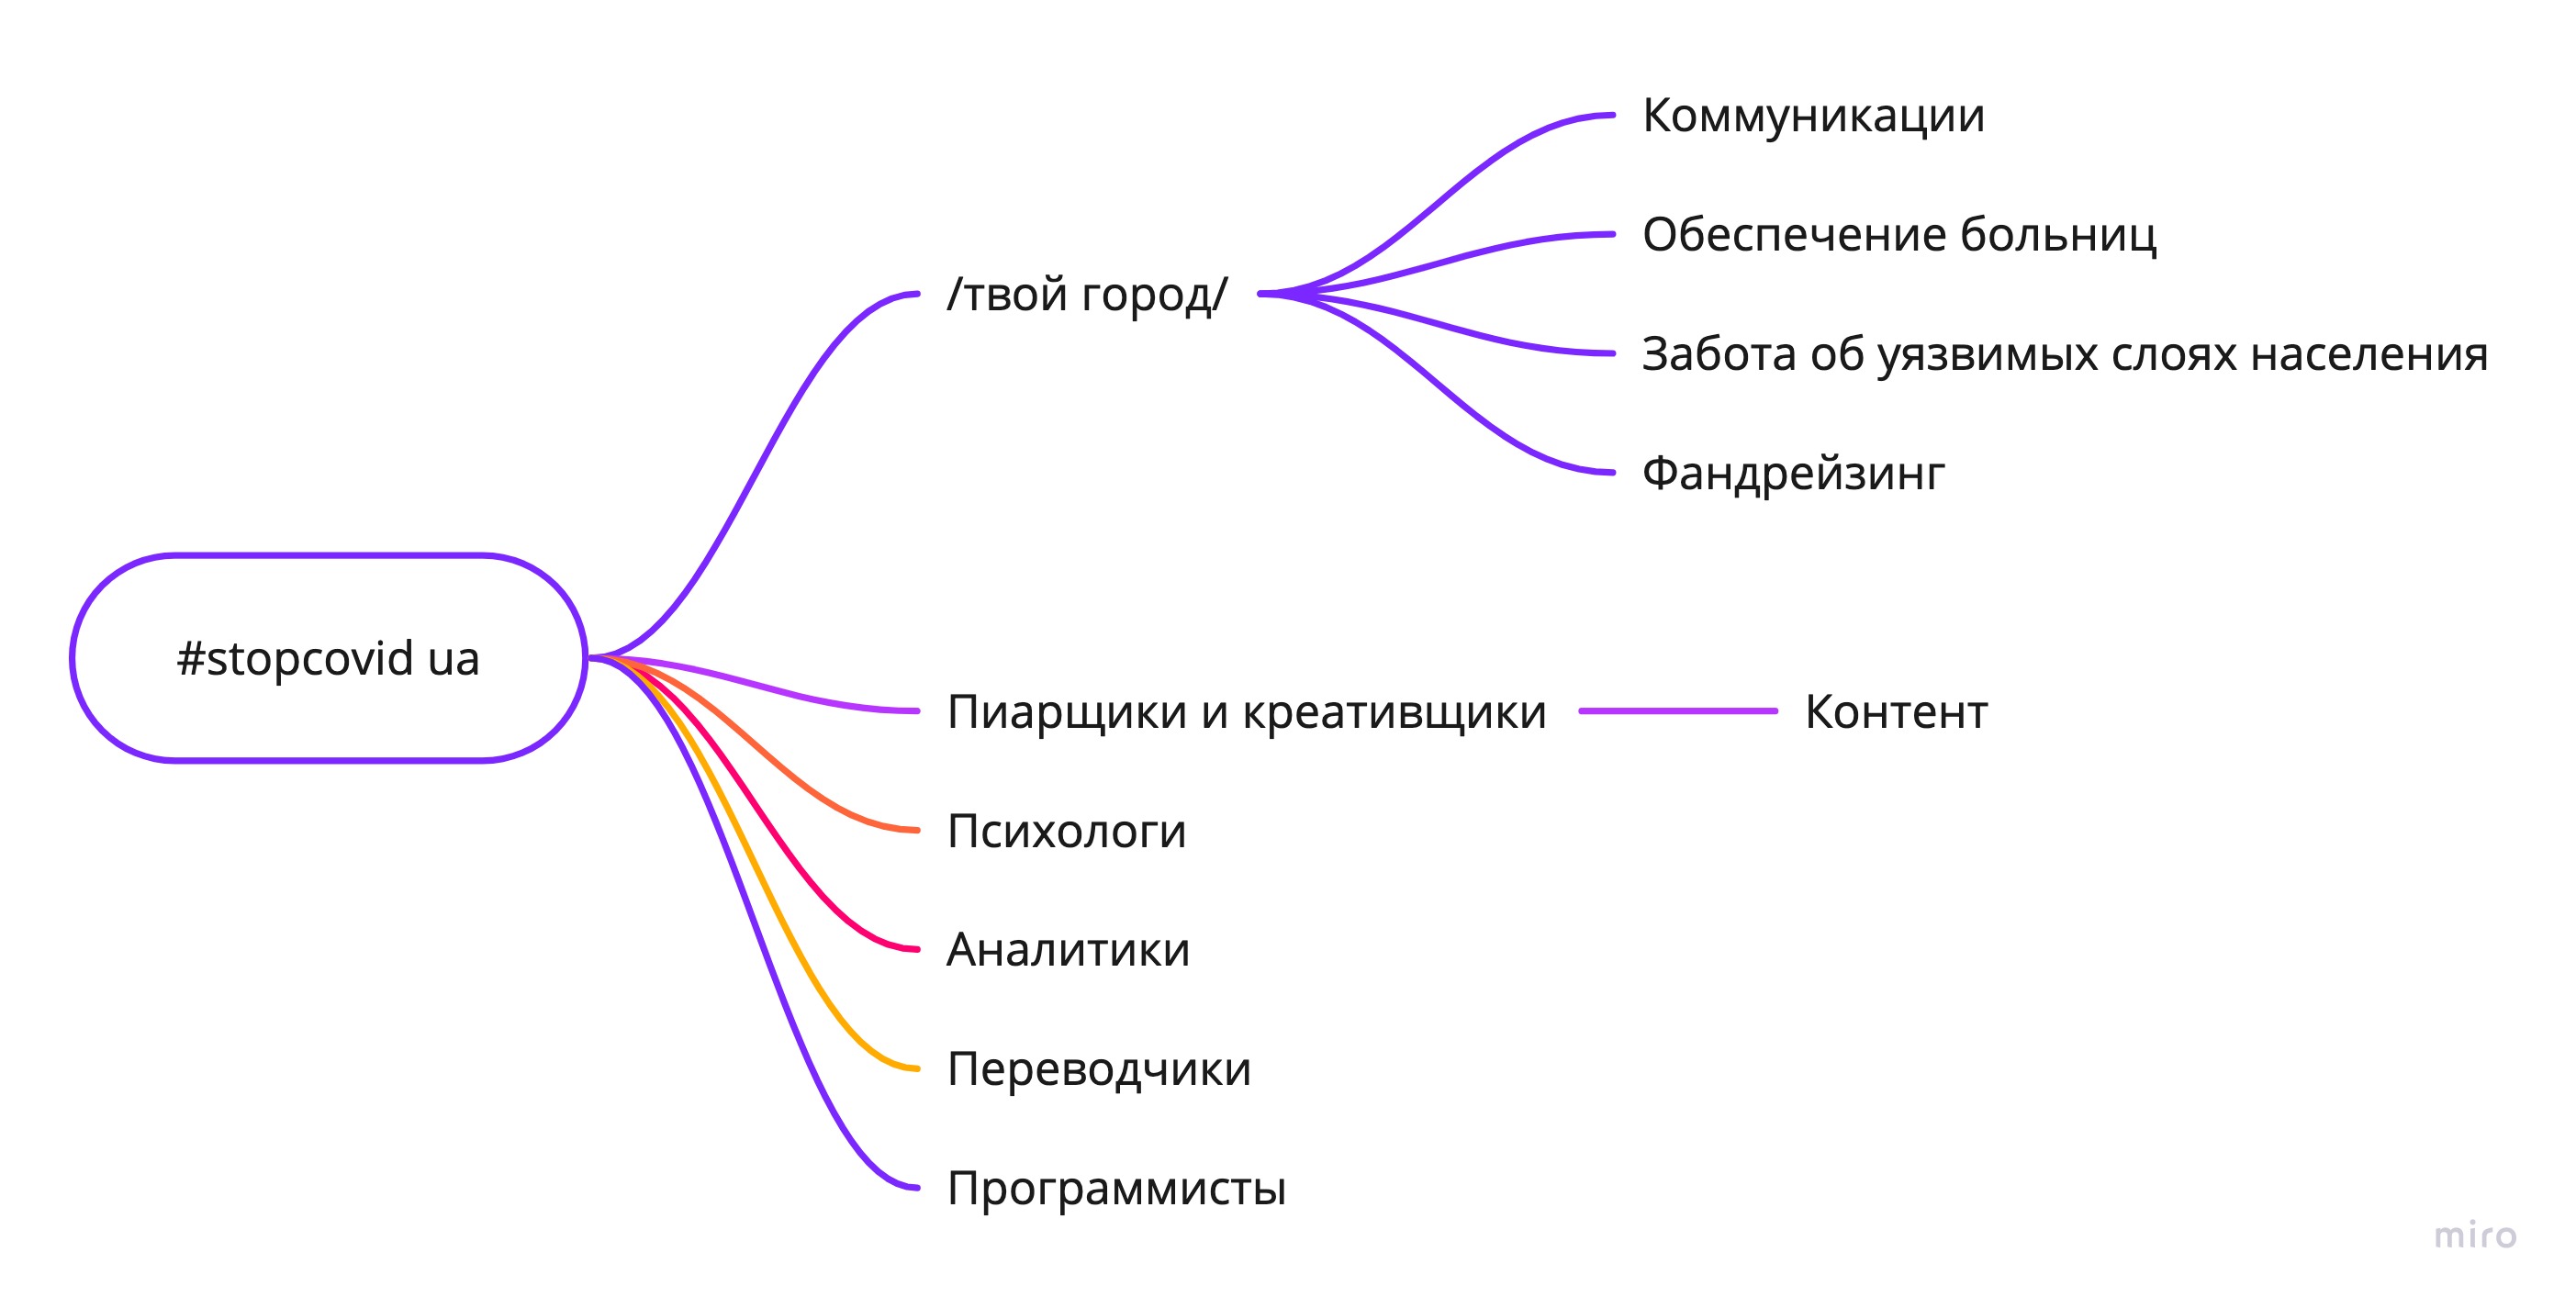 #stopcovid ua
/твой город/
Коммуникации
Обеспечение больниц
Забота об уязвимых слоях населения
Фандрейзинг
Пиарщики и креативщики
Контент
Психологи
Аналитики
Переводчики
Программисты
miro